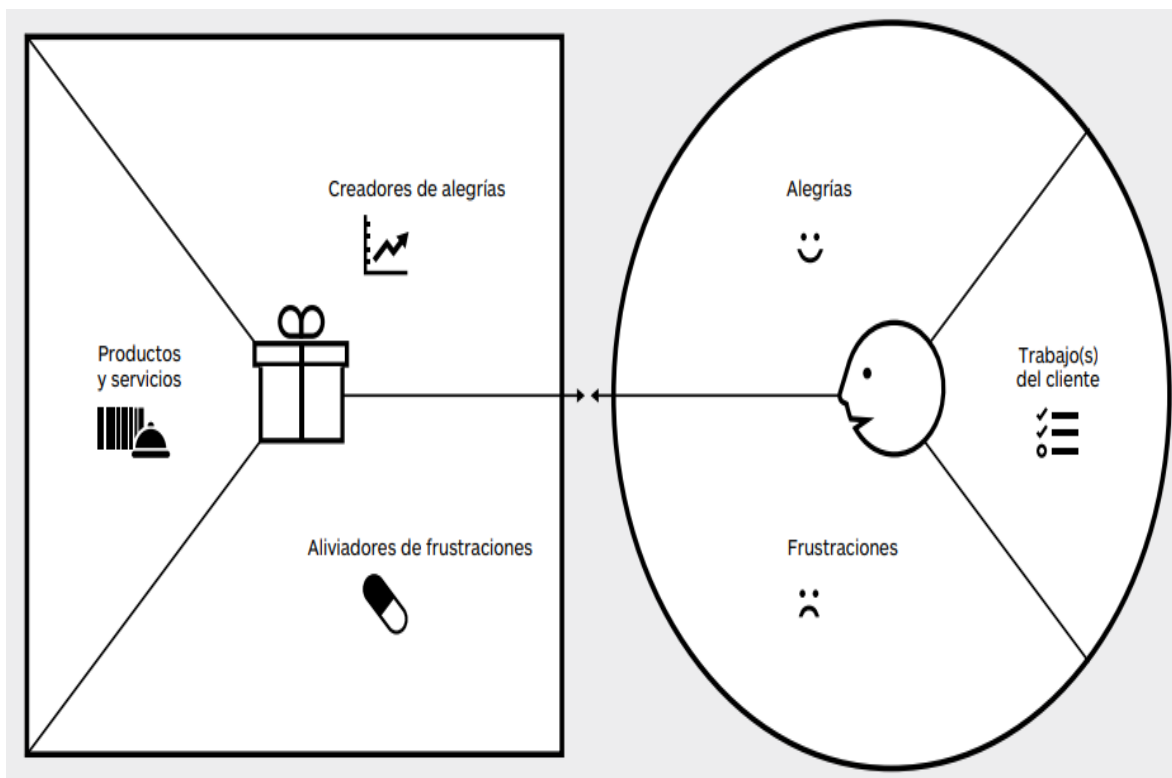 Creadores de alegrías
Productos
y servicios
Aliviadores de frustraciones
Alegrías
Trabajo(s)
del cliente
Frustraciones